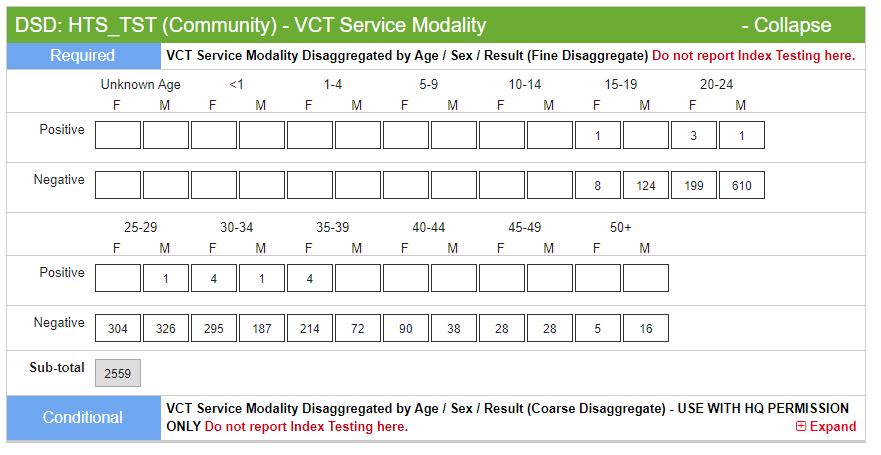 DSD: HTS_TST (Community) - VCT Service Modality - Collapse
Required VCT Service Modality Disaggregated by Age / Sex / Result (Fine Disaggregate) Do not report Index Testing here.
Unknown Age <1 1-4 5-9 10-14 15-19 20-24
F M F M F M F M F M F M F M
Positive 1 3 1
Negative 8 124 199 610
25-29 30-34 35-39 40-44 45-49 50+
F M F M F M F M F M F M
Positive 1 4 1 4
Negative 304 326 295 187 214 72 90 38 28 28 5 16
Sub-total 2559
Conditional VCT Service Modality Disaggregated by Age / Sex / Result (Coarse Disaggregate) - USE WITH HQ PERMISSION
ONLY Do not report Index Testing here. Expand